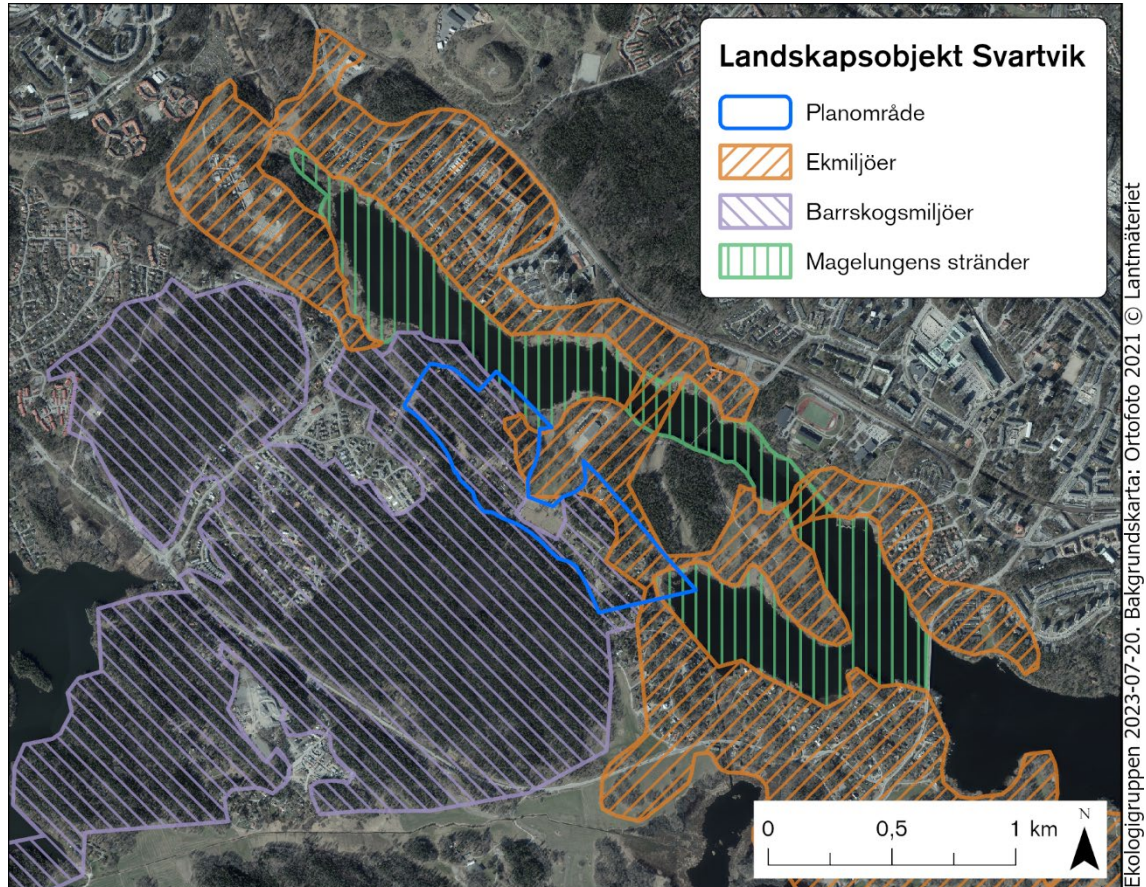 Landskapsobjekt Svartvik
Planområde
Ekmiljöer
Barrskogsmiljöer
Magelungens stränder
Ekologigruppen 2023-07-20. Bakgrundskarta: Ortofoto 2021 © Lantmäteriet
0 0,5 1 km
N